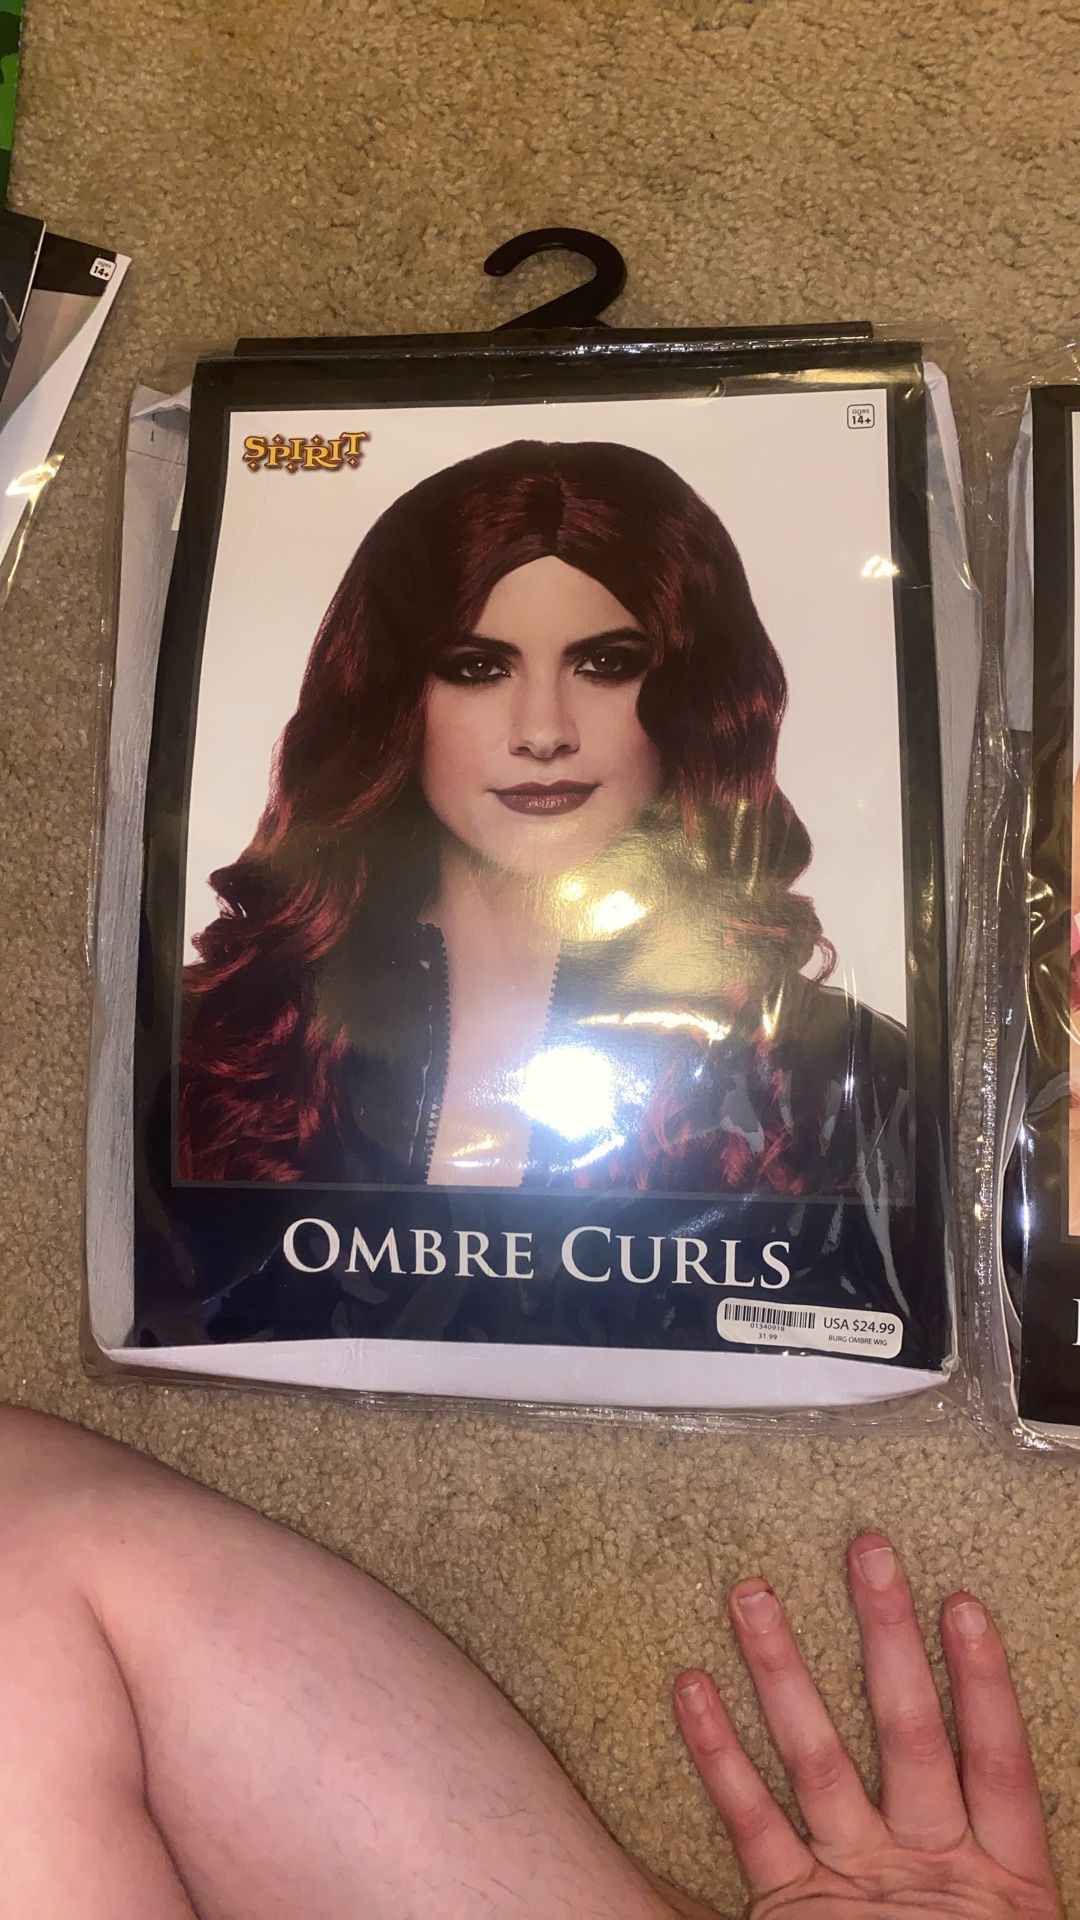 ages
14+
SPIRIT
ages
14+
OMBRE CURLS
01340918
31.99
USA $24.99
BURG OMBRE WIG